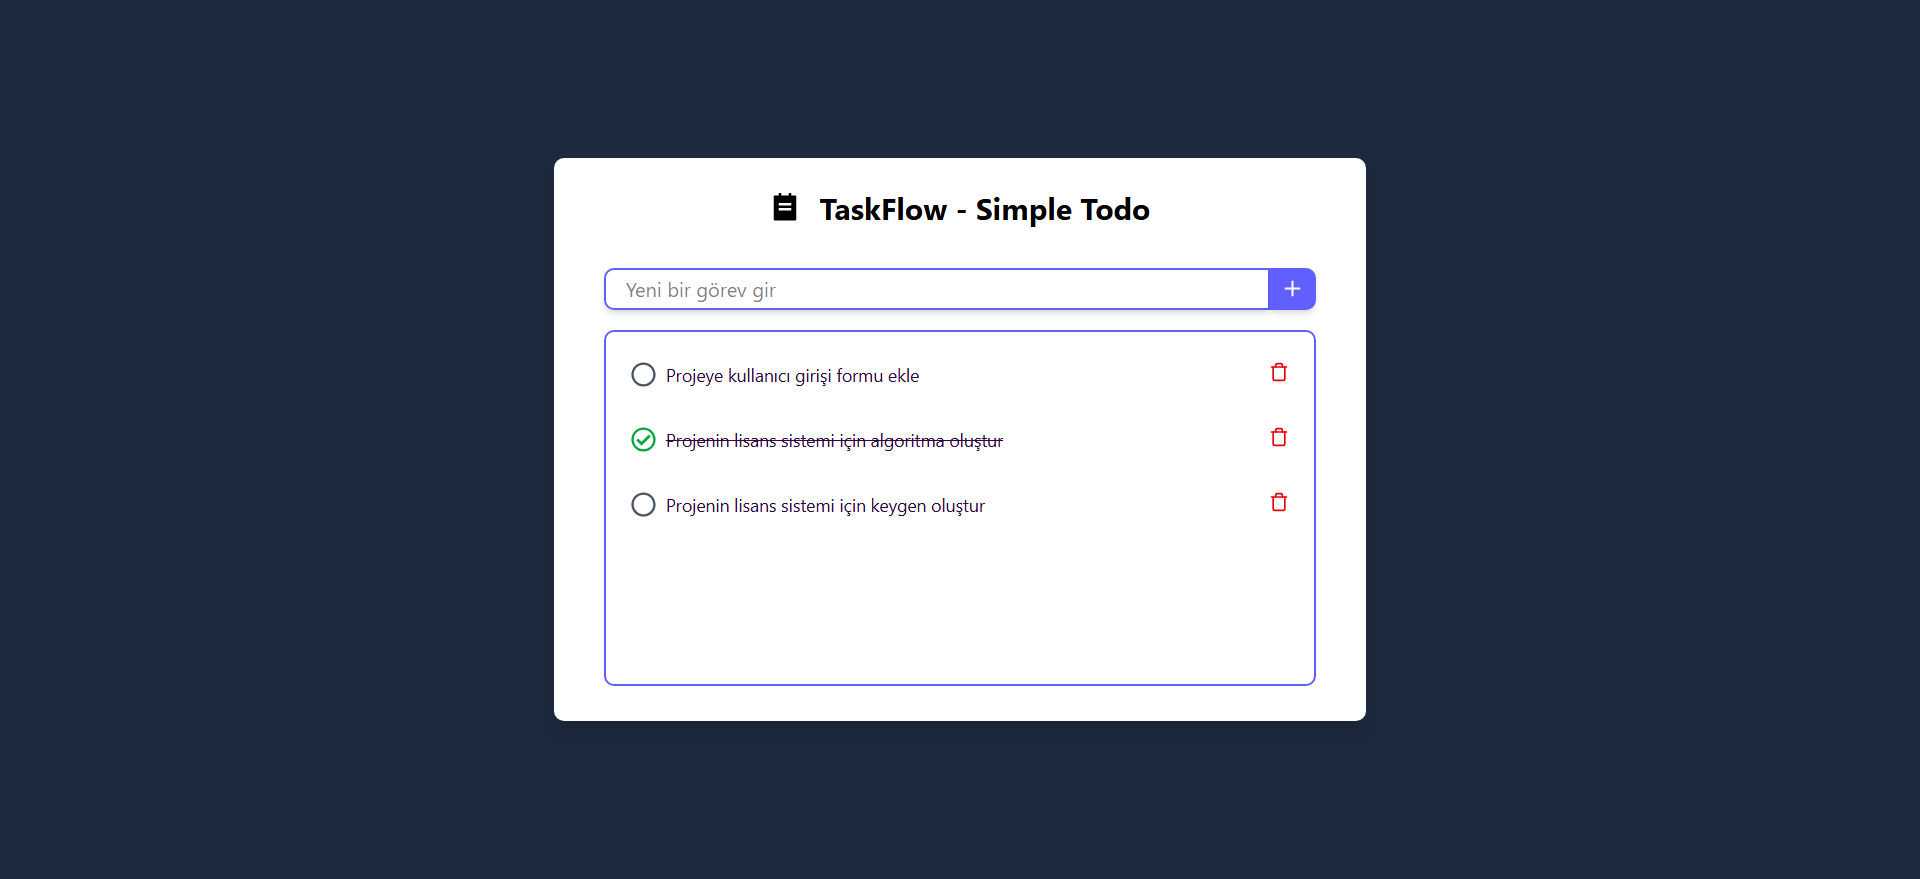 TaskFlow - Simple Todo
Yeni bir görev gir
Projeye kullanıcı girişi formu ekle
Projenin lisans sistemi için algoritma oluştur
Projenin lisans sistemi için keygen oluştur